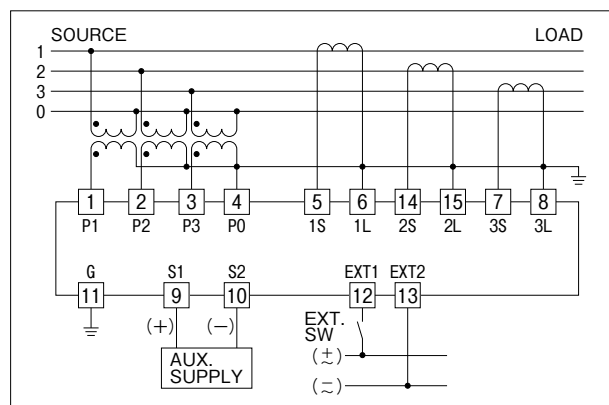 SOURCE LOAD
1
2
3
0
1 2 3 4 5 6 14 15 7 8
P1 P2 P3 P0 1S 1L 2S 2L 3S 3L
G S1 S2 EXT1 EXT2
11 9 10 12 13
(+) (−) EXT.
SW
AUX.
SUPPLY
(±~)
(−~)